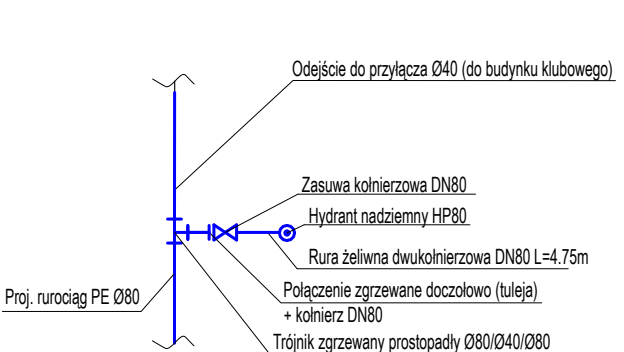 Odejście do przyłącza Ø40 (do budynku klubowego)
Zasuwa kołnierzowa DN80
Hydrant nadziemny HP80
Rura żeliwna dwukołnierzowa DN80 L=4.75m
Proj. rurociąg PE Ø80
Połączenie zgrzewane doczołowo (tuleja)
+ kołnierz DN80
Trójnik zgrzewany prostopadły Ø80/Ø40/Ø80